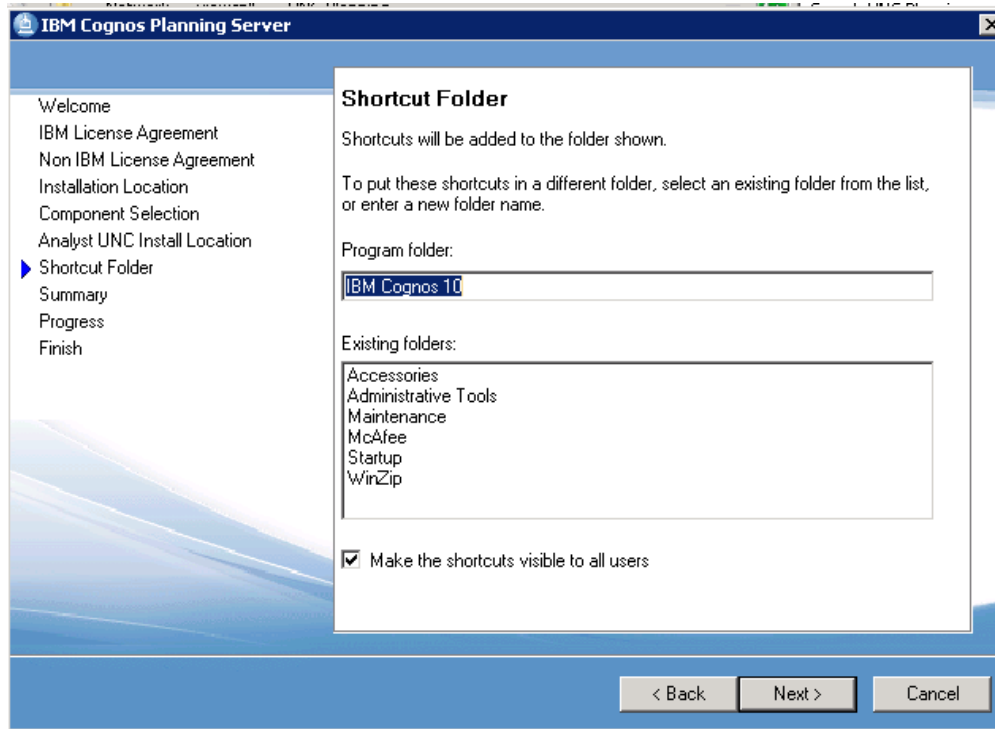 IBM Cognos Planning Server
Welcome
IBM License Agreement
Non IBM License Agreement
Installation Location
Component Selection
Analyst UNC Install Location
Shortcut Folder
Summary
Progress
Finish
Shortcut Folder
Shortcuts will be added to the folder shown.
To put these shortcuts in a different folder, select an existing folder from the list,
or enter a new folder name.
Program folder:
IBM Cognos 10
Existing folders:
Accessories
Administrative Tools
Maintenance
McAfee
Startup
WinZip
Make the shortcuts visible to all users
< Back
Next >
Cancel